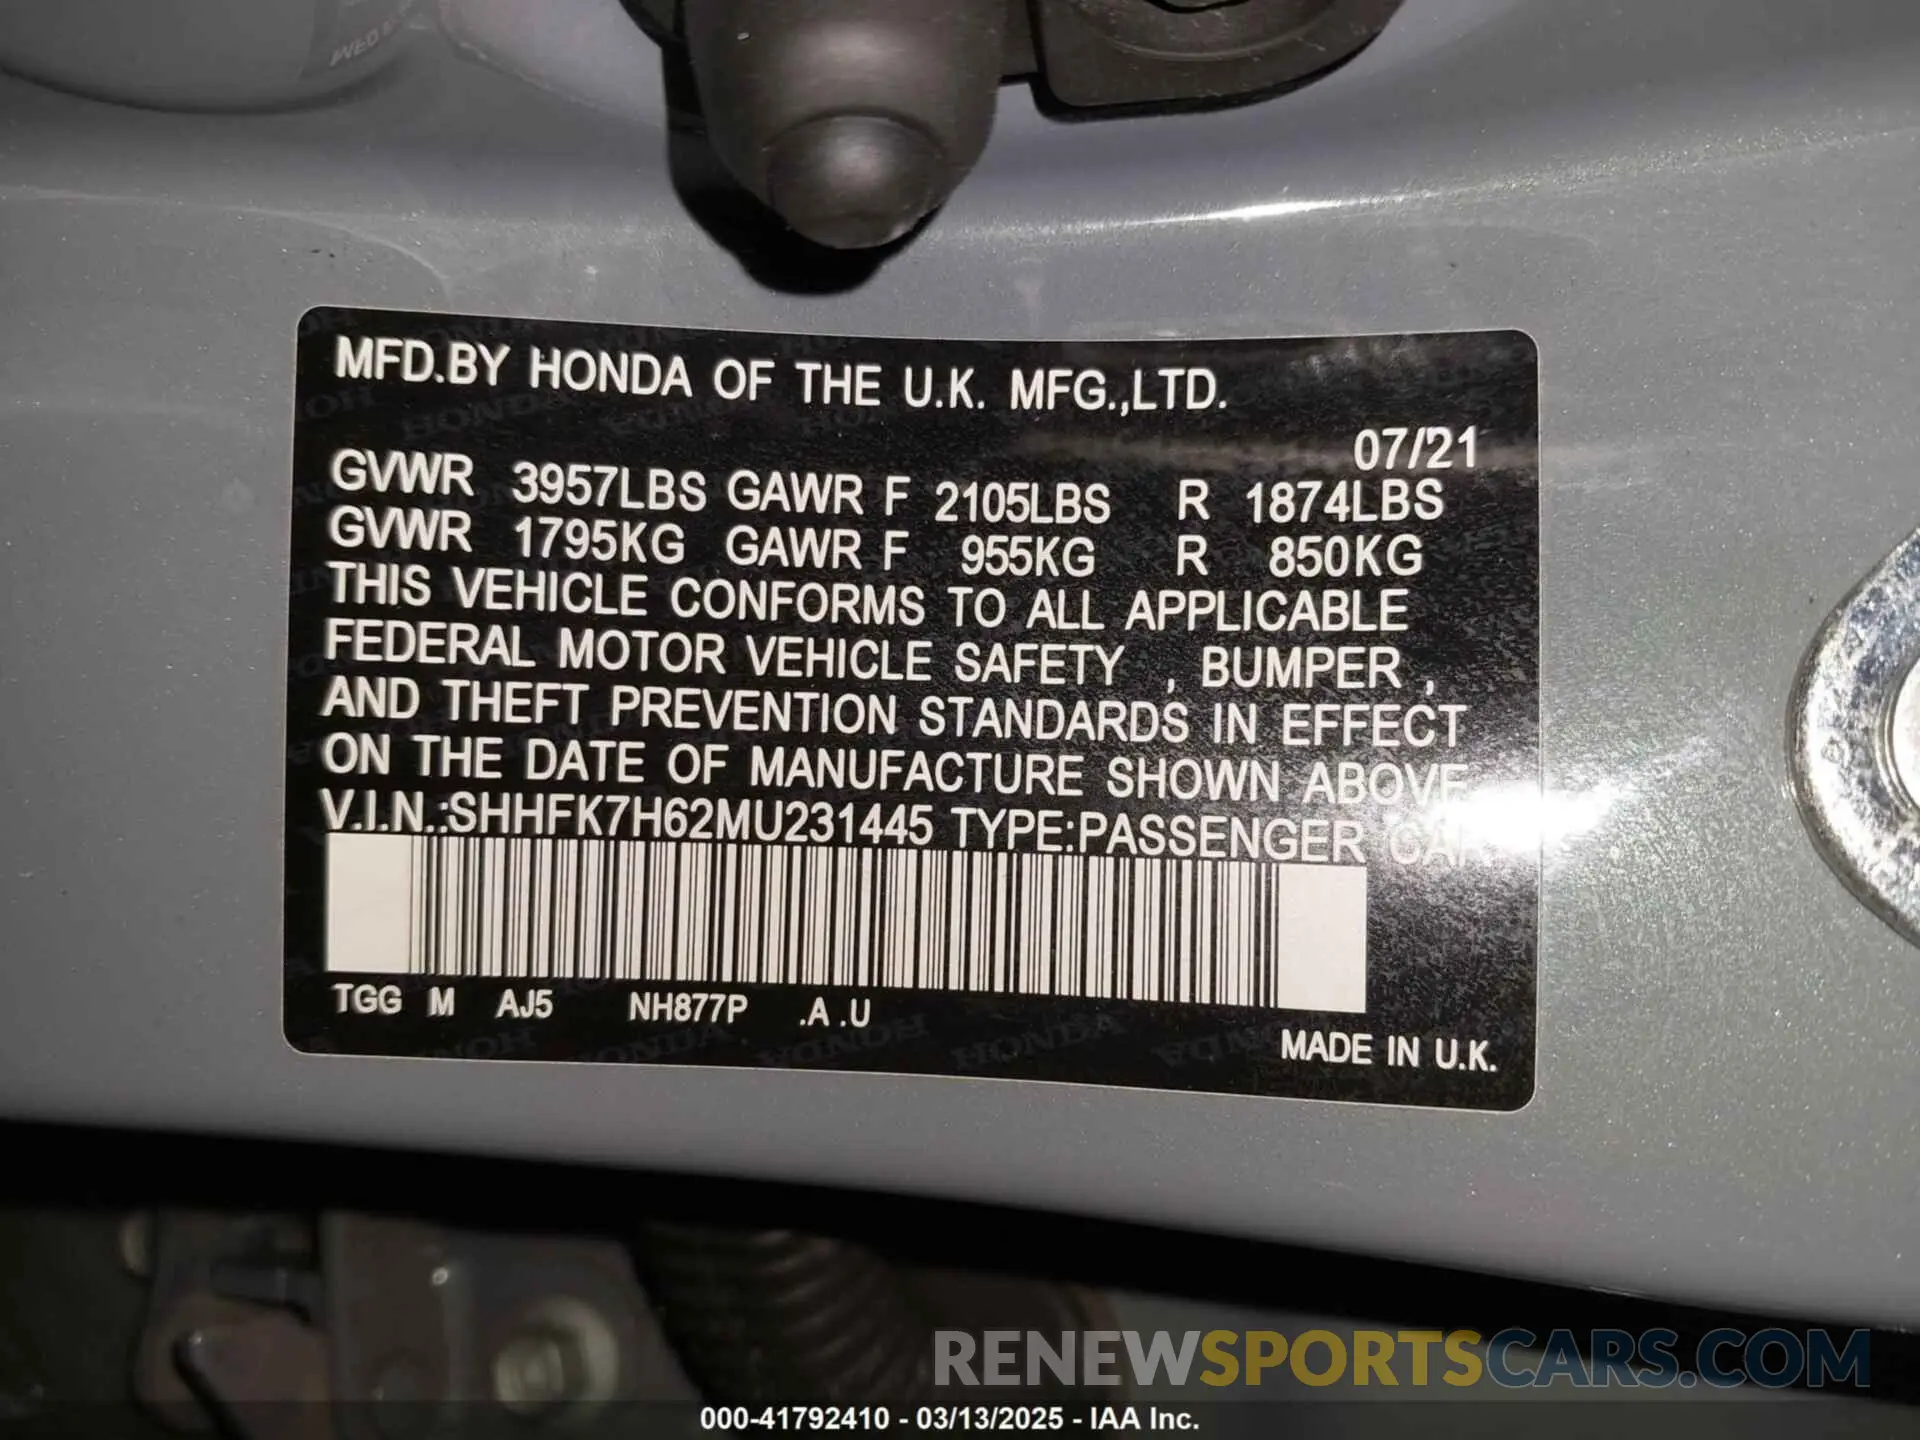 MFD.BY HONDA OF THE U.K. MFG.,LTD.
07/21
GVWR 3957LBS GAWR F 2105LBS R 1874LBS
GVWR 1795KG GAWR F 955KG R 850KG
THIS VEHICLE CONFORMS TO ALL APPLICABLE
FEDERAL MOTOR VEHICLE SAFETY , BUMPER ,
AND THEFT PREVENTION STANDARDS IN EFFECT
ON THE DATE OF MANUFACTURE SHOWN ABOVE.
V.I.N.:SHHFK7H62MU231445 TYPE:PASSENGER CAR
TGG M AJ5 NH877P .A .U
MADE IN U.K.
RENEWSPORTSCARS.COM
000-41792410 - 03/13/2025 - IAA Inc.